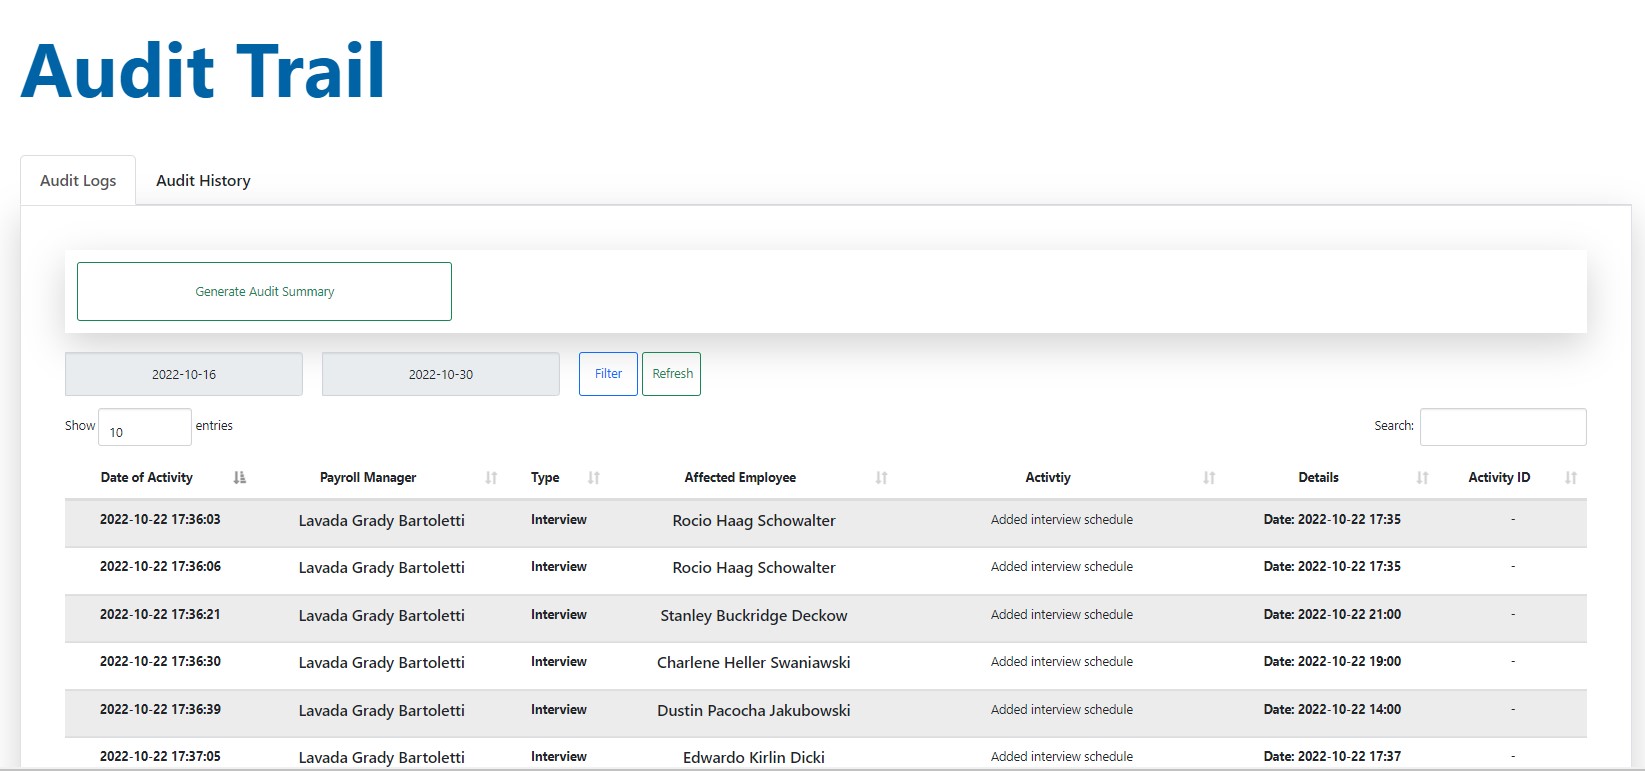 Audit Trail
Audit Logs Audit History
Generate Audit Summary
2022-10-16 2022-10-30 Filter Refresh
Show 10 entries Search:
Date of Activity Payroll Manager Type Affected Employee Activtiy Details Activity ID
2022-10-22 17:36:03 Lavada Grady Bartoletti Interview Rocio Haag Schowalter Added interview schedule Date: 2022-10-22 17:35 -
2022-10-22 17:36:06 Lavada Grady Bartoletti Interview Rocio Haag Schowalter Added interview schedule Date: 2022-10-22 17:35 -
2022-10-22 17:36:21 Lavada Grady Bartoletti Interview Stanley Buckridge Deckow Added interview schedule Date: 2022-10-22 21:00 -
2022-10-22 17:36:30 Lavada Grady Bartoletti Interview Charlene Heller Swaniawski Added interview schedule Date: 2022-10-22 19:00 -
2022-10-22 17:36:39 Lavada Grady Bartoletti Interview Dustin Pacocha Jakubowski Added interview schedule Date: 2022-10-22 14:00 -
2022-10-22 17:37:05 Lavada Grady Bartoletti Interview Edwardo Kirlin Dicki Added interview schedule Date: 2022-10-22 17:37 -